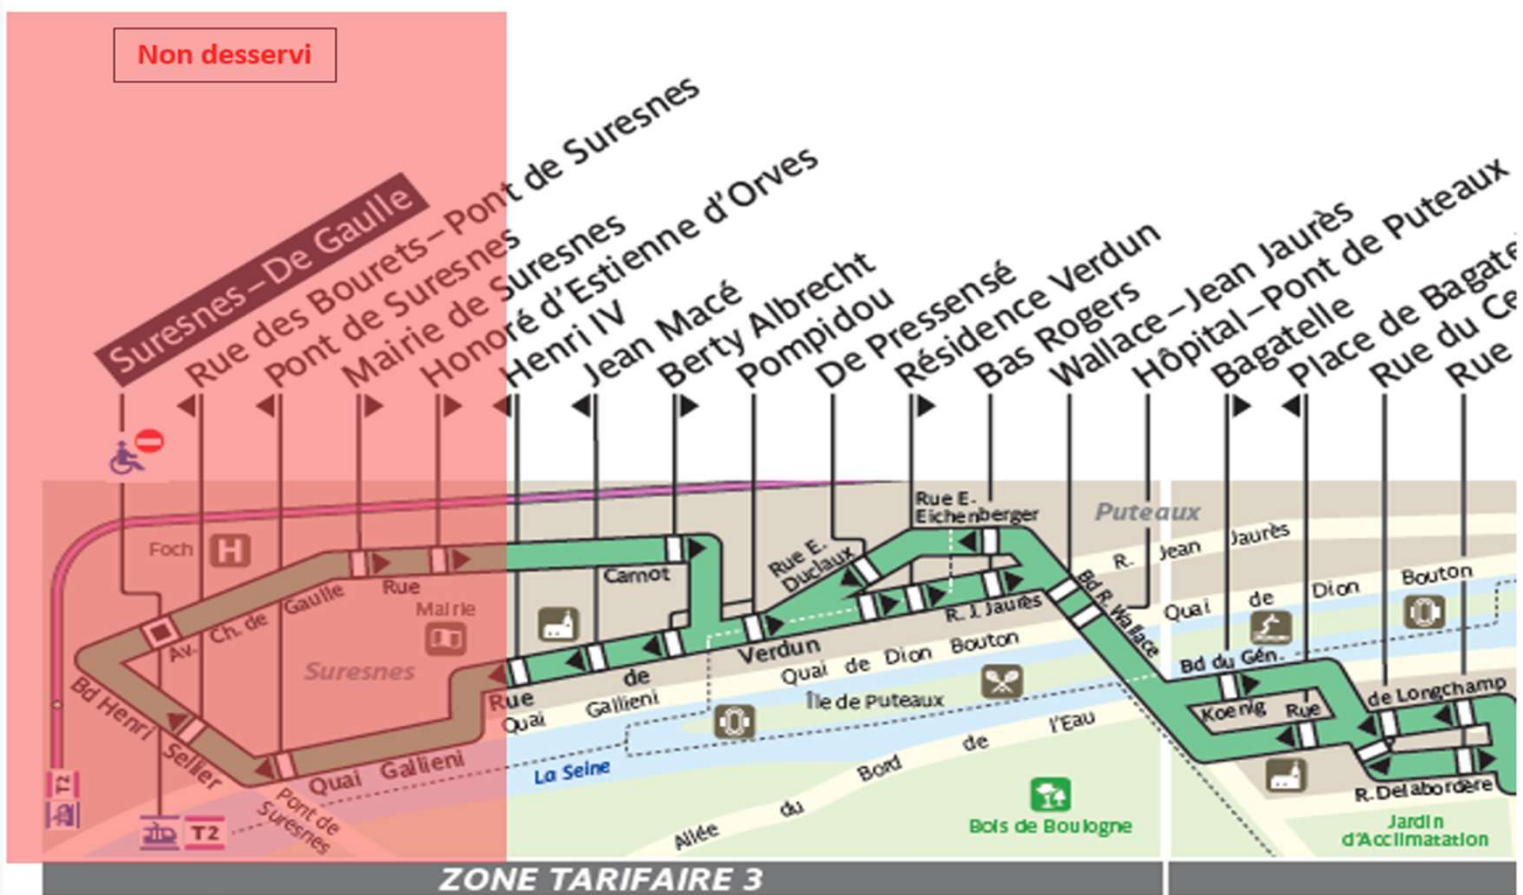 Non desservi
Suresnes–De Gaulle
Rue des Bourets–Pont de Suresnes
Pont de Suresnes
Mairie de Suresnes
Honoré d'Estienne d'Orves
Henri IV
Jean Macé
Berty Albrecht
Pompidou
De Pressensé
Résidence Verdun
Bas Rogers
Wallace–Jean Jaurès
Hôpital–Pont de Puteaux
Bagatelle
Place de Bagate
Rue du Ce
Rue
Foch
H
Av. Ch. de Gaulle
Rue
Carnot
Mairie
Suresnes
Bd Henri Sellier
Quai Gallieni
Pont de
Suresnes
T2
T2
Rue de Verdun
Quai Gallieni
La Seine
Rue E.
Duclaux
Rue E.
Eichenberger
R. J. Jaurès
Quai de Dion Bouton
Île de Puteaux
Allée du Bord de l'Eau
Bois de Boulogne
Puteaux
R. Jean Jaurès
Bd R. Wallace
Quai de Dion Bouton
Bd du Gén.
Koenig
Rue de Longchamp
R. Delabordère
Jardin
d'Acclimatation
ZONE TARIFAIRE 3